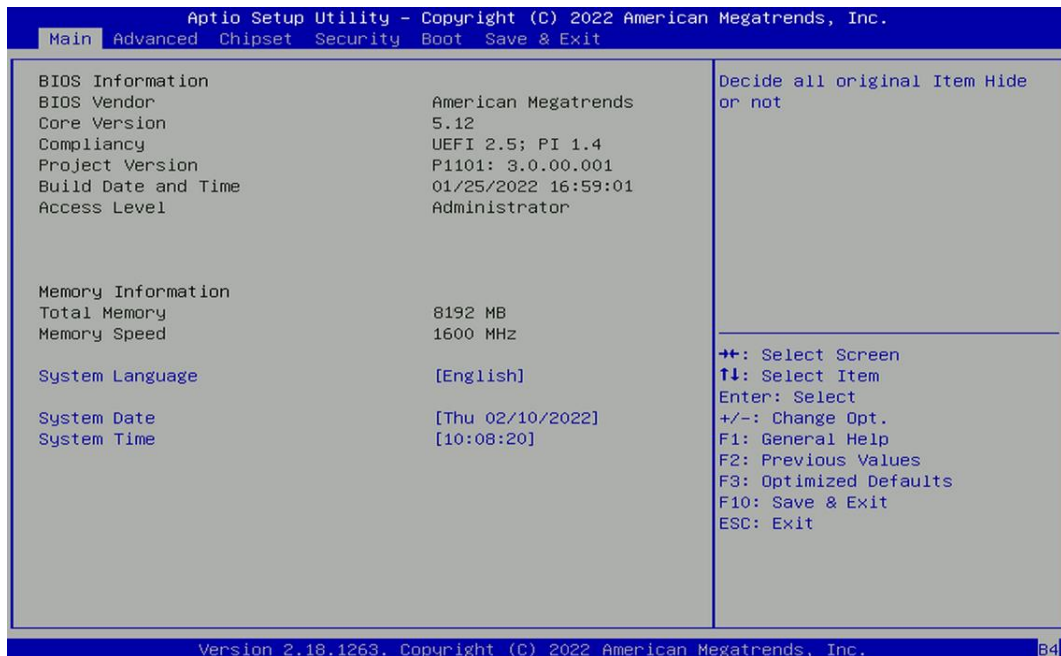 Aptio Setup Utility – Copyright (C) 2022 American Megatrends, Inc.
Main Advanced Chipset Security Boot Save & Exit
BIOS Information
BIOS Vendor American Megatrends
Core Version 5.12
Compliancy UEFI 2.5; PI 1.4
Project Version P1101: 3.0.00.001
Build Date and Time 01/25/2022 16:59:01
Access Level Administrator
Memory Information
Total Memory 8192 MB
Memory Speed 1600 MHz
System Language [English]
System Date [Thu 02/10/2022]
System Time [10:08:20]
Decide all original Item Hide
or not
→←: Select Screen
↑↓: Select Item
Enter: Select
+/-: Change Opt.
F1: General Help
F2: Previous Values
F3: Optimized Defaults
F10: Save & Exit
ESC: Exit
Version 2.18.1263. Copyright (C) 2022 American Megatrends, Inc.
B4